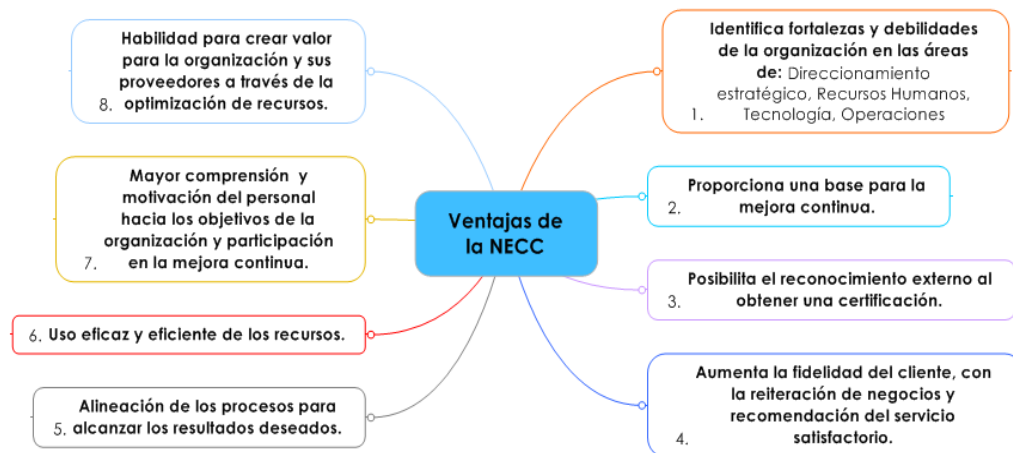 Ventajas de
la NECC
Identifica fortalezas y debilidades
de la organización en las áreas
de: Direccionamiento
estratégico, Recursos Humanos,
1. Tecnología, Operaciones
Proporciona una base para la
2. mejora continua.
Posibilita el reconocimiento externo al
3. obtener una certificación.
Aumenta la fidelidad del cliente, con
la reiteración de negocios y
recomendación del servicio
4. satisfactorio.
Alineación de los procesos para
5. alcanzar los resultados deseados.
6. Uso eficaz y eficiente de los recursos.
Mayor comprensión y
motivación del personal
hacia los objetivos de la
organización y participación
7. en la mejora continua.
Habilidad para crear valor
para la organización y sus
proveedores a través de la
8. optimización de recursos.